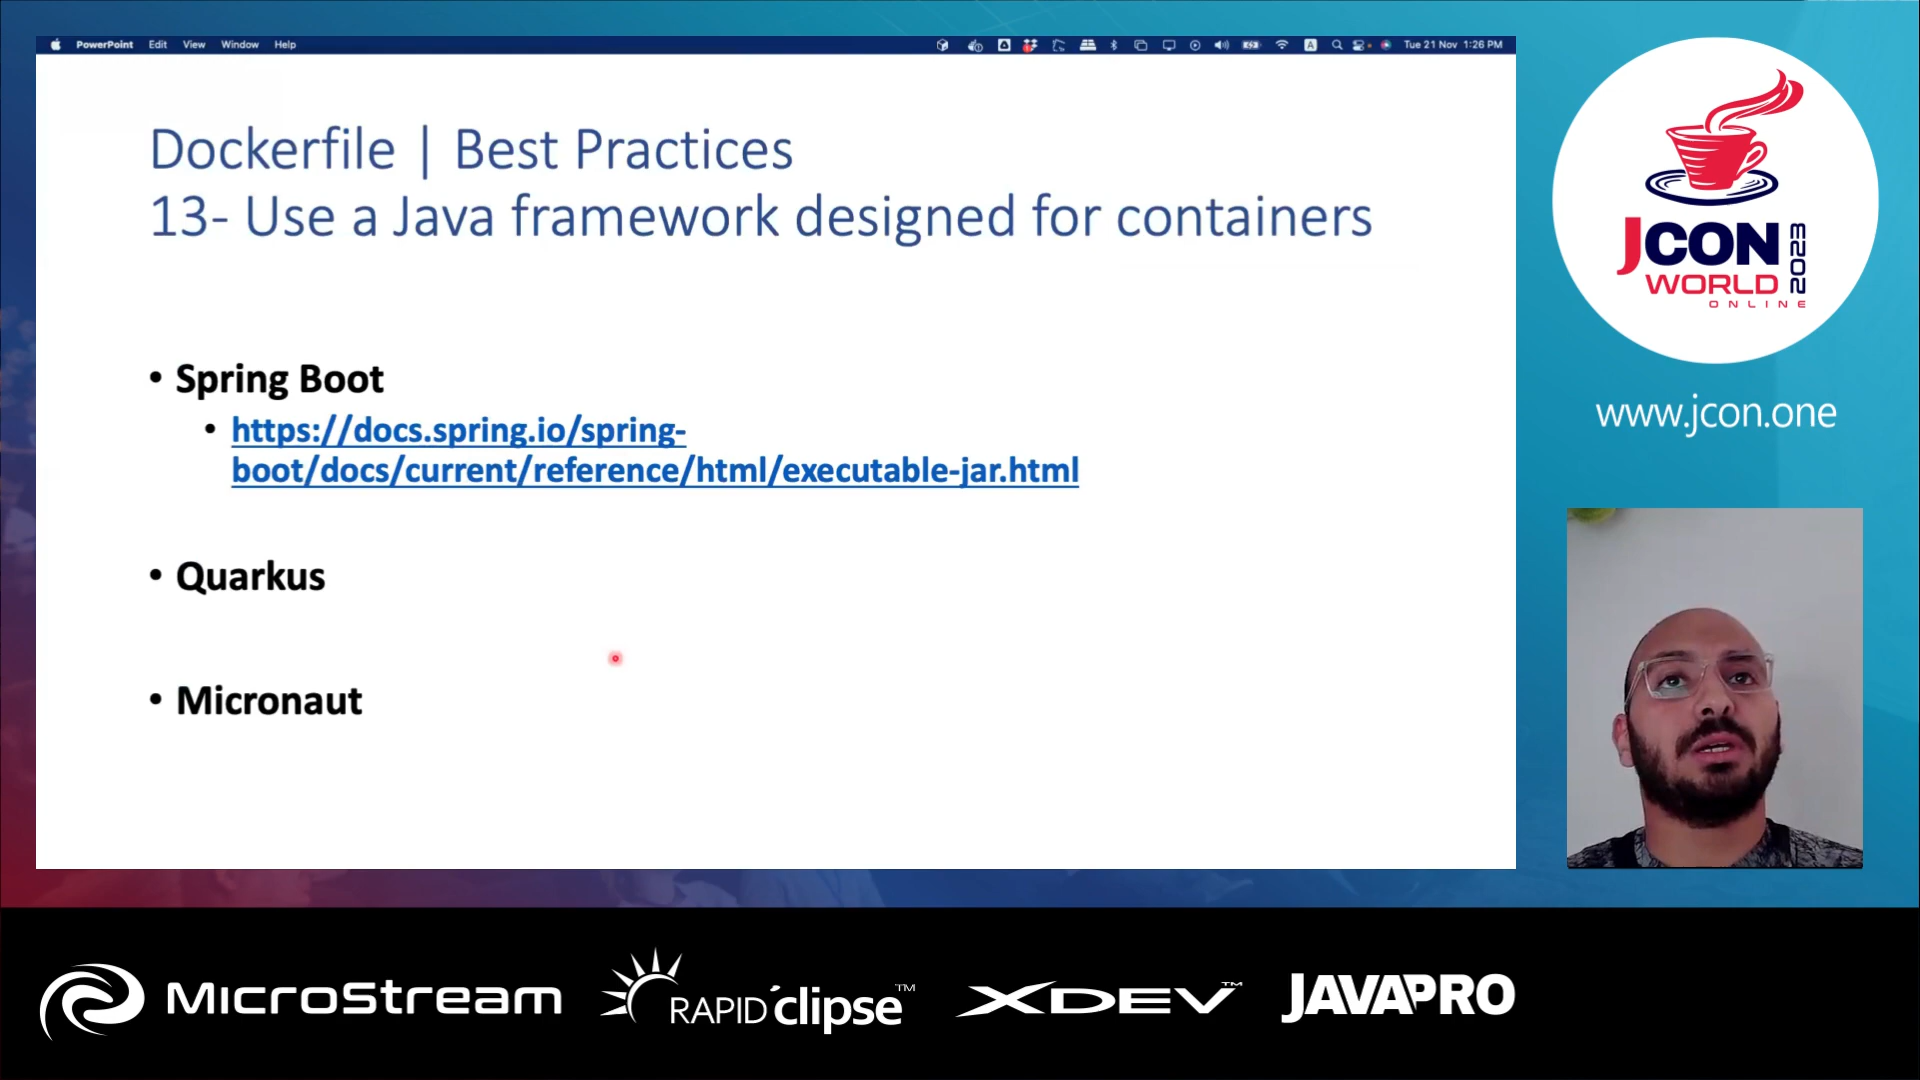 PowerPoint Edit View Window Help
Tue 21 Nov 1:26 PM
Dockerfile | Best Practices
13- Use a Java framework designed for containers
• Spring Boot
• https://docs.spring.io/spring-
boot/docs/current/reference/html/executable-jar.html
• Quarkus
• Micronaut
JCON
WORLD
ONLINE
2023
www.jcon.one
MicroStream
RAPID'clipse™
XDEV™
JAVAPRO